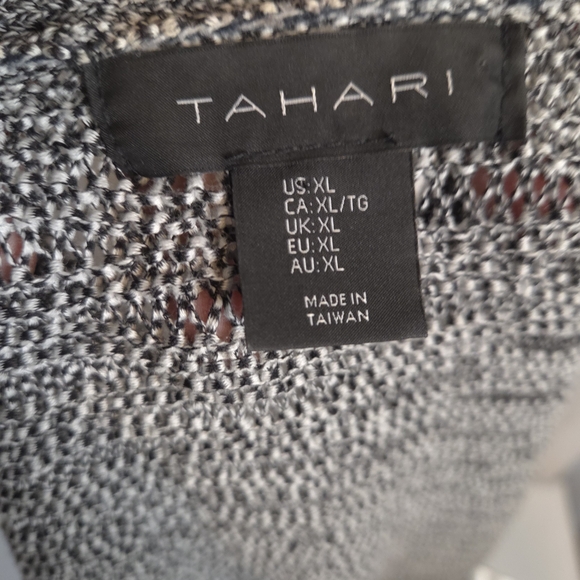 TAHARI
US: XL
CA: XL/TG
UK: XL
EU: XL
AU: XL
MADE IN
TAIWAN